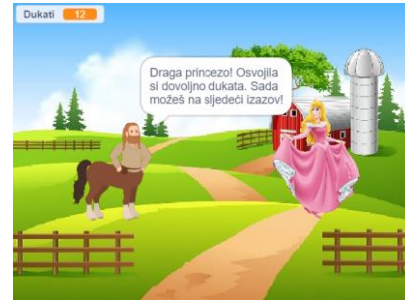 Dukati 12
Draga princezo! Osvojila
si dovoljno dukata. Sada
možeš na sljedeći izazov!